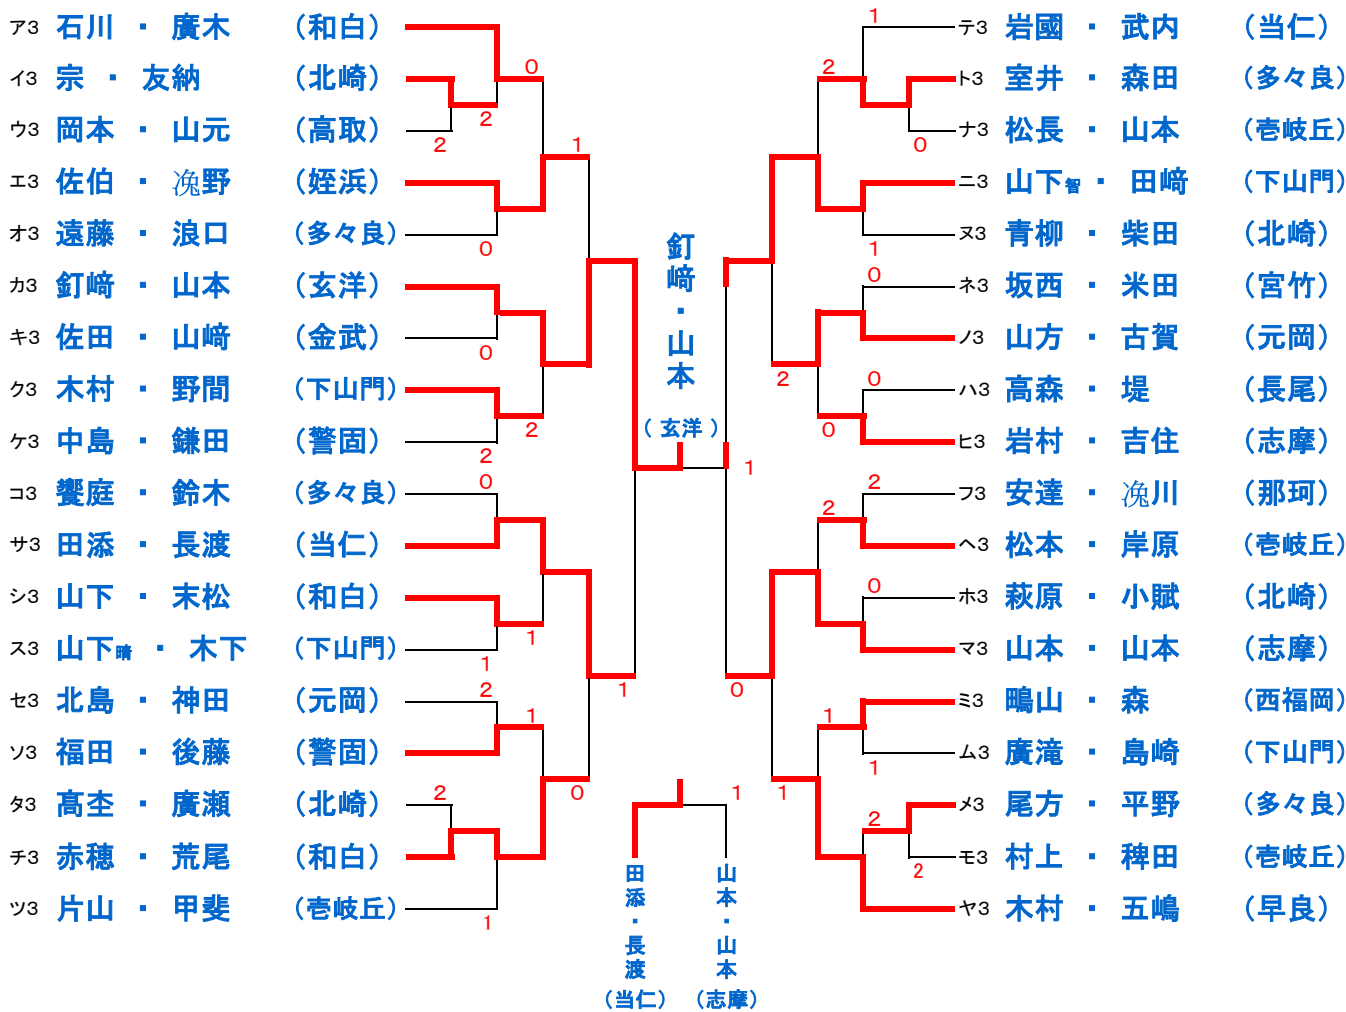 ア3 石川 ・ 廣木 (和白)
イ3 宗 ・ 友納 (北崎)
ウ3 岡本 ・ 山元 (高取)
エ3 佐伯 ・ 野 (姪浜)
オ3 遠藤 ・ 浪口 (多々良)
カ3 釘﨑 ・ 山本 (玄洋)
キ3 佐田 ・ 山﨑 (金武)
ク3 木村 ・ 野間 (下山門)
ケ3 中島 ・ 鎌田 (警固)
コ3 饗庭 ・ 鈴木 (多々良)
サ3 田添 ・ 長渡 (当仁)
シ3 山下 ・ 末松 (和白)
ス3 山下晴 ・ 木下 (下山門)
セ3 北島 ・ 神田 (元岡)
ソ3 福田 ・ 後藤 (警固)
タ3 髙杢 ・ 廣瀬 (北崎)
チ3 赤穂 ・ 荒尾 (和白)
ツ3 片山 ・ 甲斐 (壱岐丘)
0
2
2
1
0
0
2
2
0
1
1
1
2
1
0
2
1
釘﨑・山本
(玄洋)
1
1
田添・長渡
(当仁)
山本・山本
(志摩)
1
2
0
1
0
2
0
0
2
2
0
0
1
1
1
2
2
テ3 岩國 ・ 武内 (当仁)
ト3 室井 ・ 森田 (多々良)
ナ3 松長 ・ 山本 (壱岐丘)
ニ3 山下智 ・ 田﨑 (下山門)
ヌ3 青柳 ・ 柴田 (北崎)
ネ3 坂西 ・ 米田 (宮竹)
ノ3 山方 ・ 古賀 (元岡)
ハ3 高森 ・ 堤 (長尾)
ヒ3 岩村 ・ 吉住 (志摩)
フ3 安達 ・ 川 (那珂)
ヘ3 松本 ・ 岸原 (壱岐丘)
ホ3 萩原 ・ 小賦 (北崎)
マ3 山本 ・ 山本 (志摩)
ミ3 鴫山 ・ 森 (西福岡)
ム3 廣滝 ・ 島崎 (下山門)
メ3 尾方 ・ 平野 (多々良)
モ3 村上 ・ 稗田 (壱岐丘)
ヤ3 木村 ・ 五嶋 (早良)